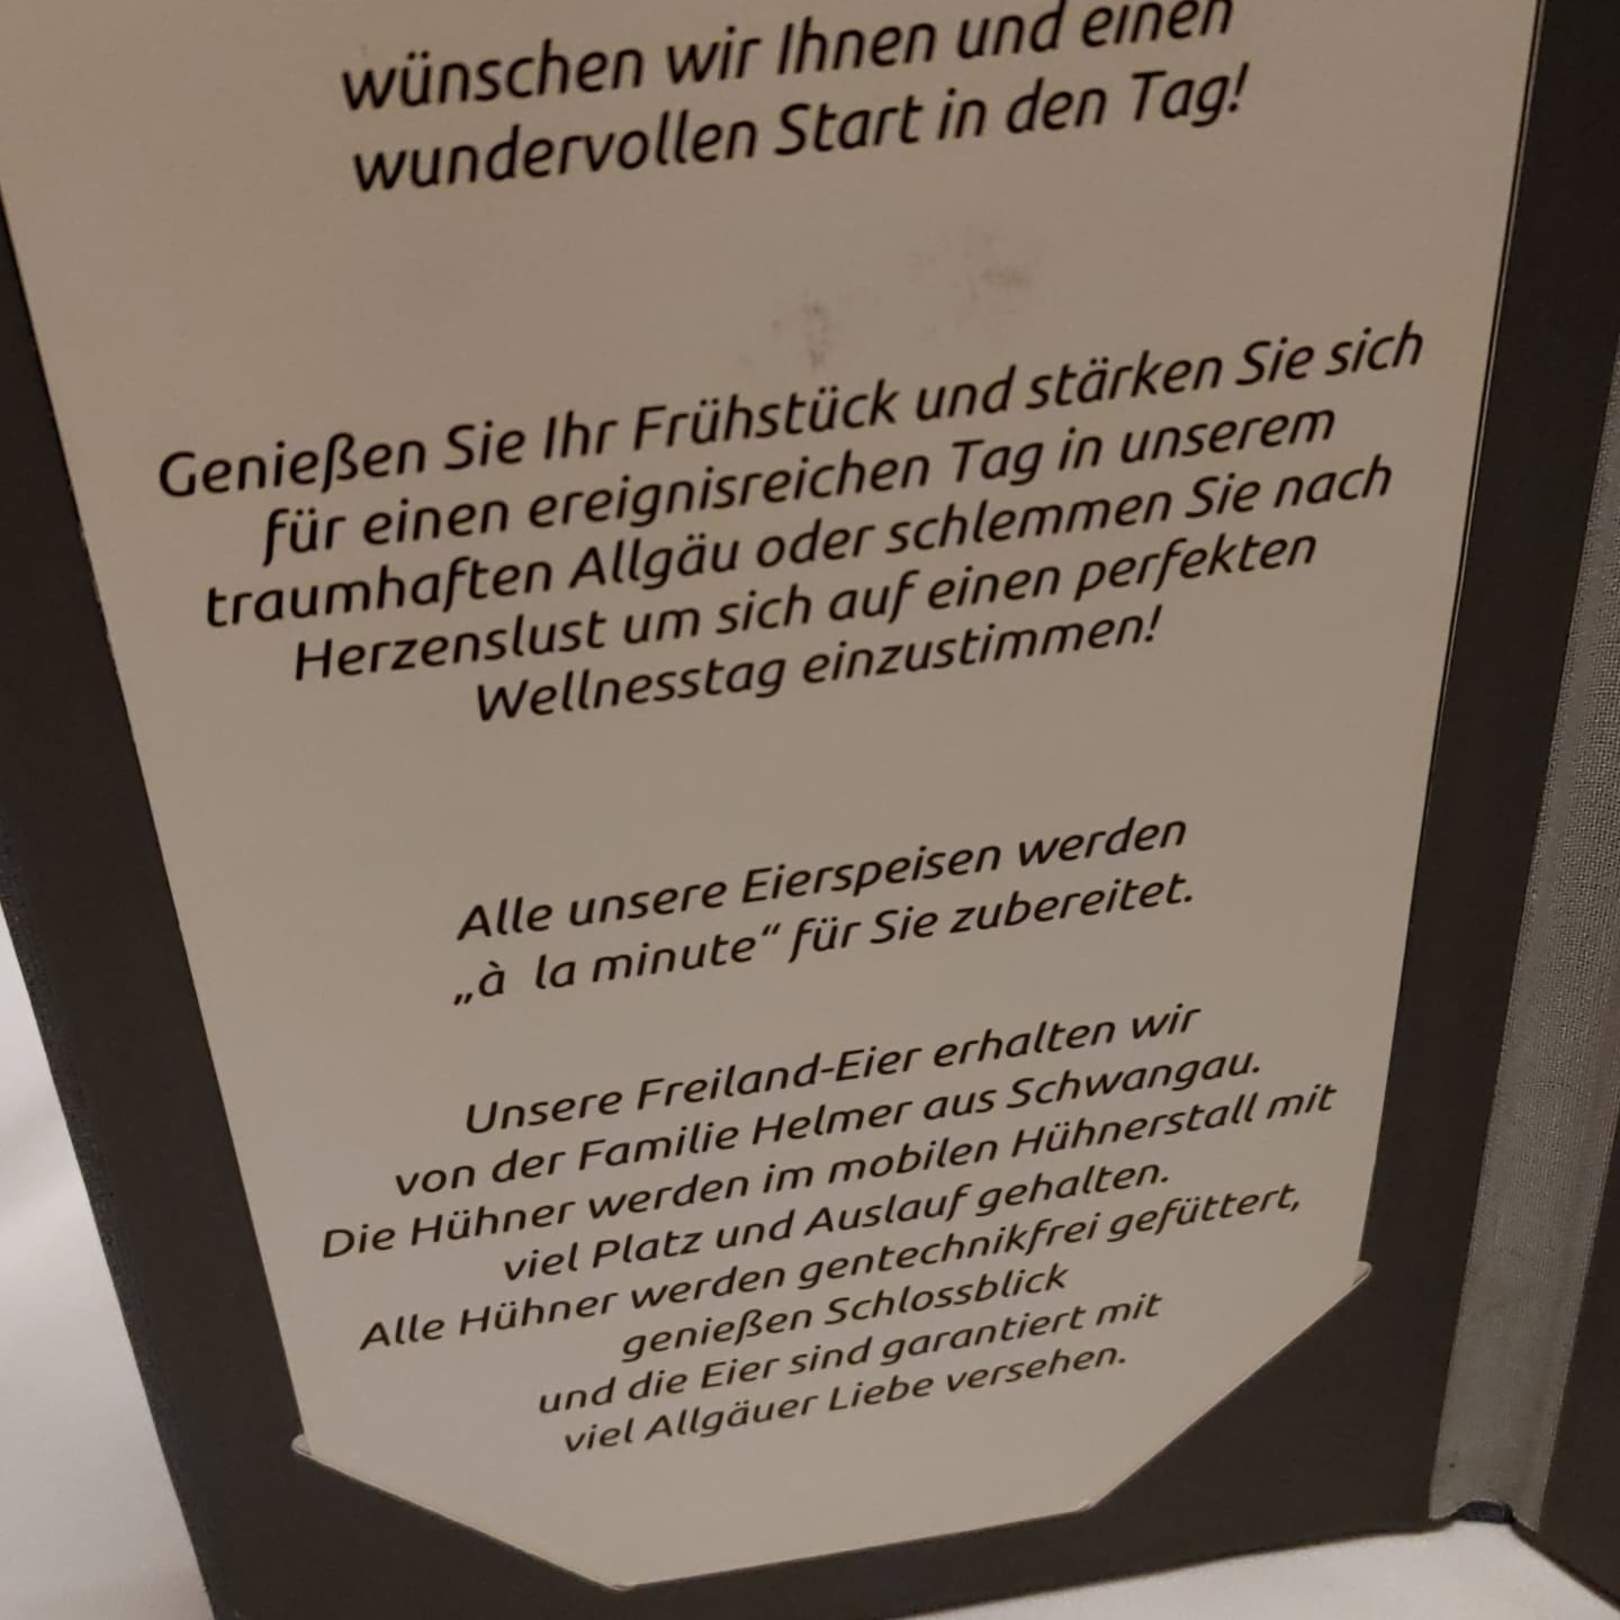 wünschen wir Ihnen und einen
wundervollen Start in den Tag!
Genießen Sie Ihr Frühstück und stärken Sie sich
für einen ereignisreichen Tag in unserem
traumhaften Allgäu oder schlemmen Sie nach
Herzenslust um sich auf einen perfekten
Wellnesstag einzustimmen!
Alle unsere Eierspeisen werden
„à la minute“ für Sie zubereitet.
Unsere Freiland-Eier erhalten wir
von der Familie Helmer aus Schwangau.
Die Hühner werden im mobilen Hühnerstall mit
viel Platz und Auslauf gehalten.
Alle Hühner werden gentechnikfrei gefüttert,
genießen Schlossblick
und die Eier sind garantiert mit
viel Allgäuer Liebe versehen.